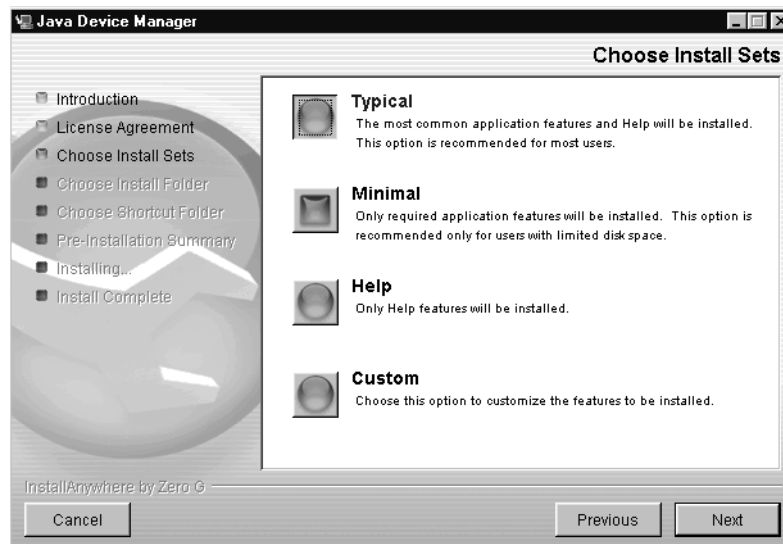 Java Device Manager
Choose Install Sets
Introduction
License Agreement
Choose Install Sets
Choose Install Folder
Choose Shortcut Folder
Pre-Installation Summary
Installing...
Install Complete
Typical
The most common application features and Help will be installed.
This option is recommended for most users.
Minimal
Only required application features will be installed. This option is
recommended only for users with limited disk space.
Help
Only Help features will be installed.
Custom
Choose this option to customize the features to be installed.
InstallAnywhere by Zero G
Cancel
Previous
Next